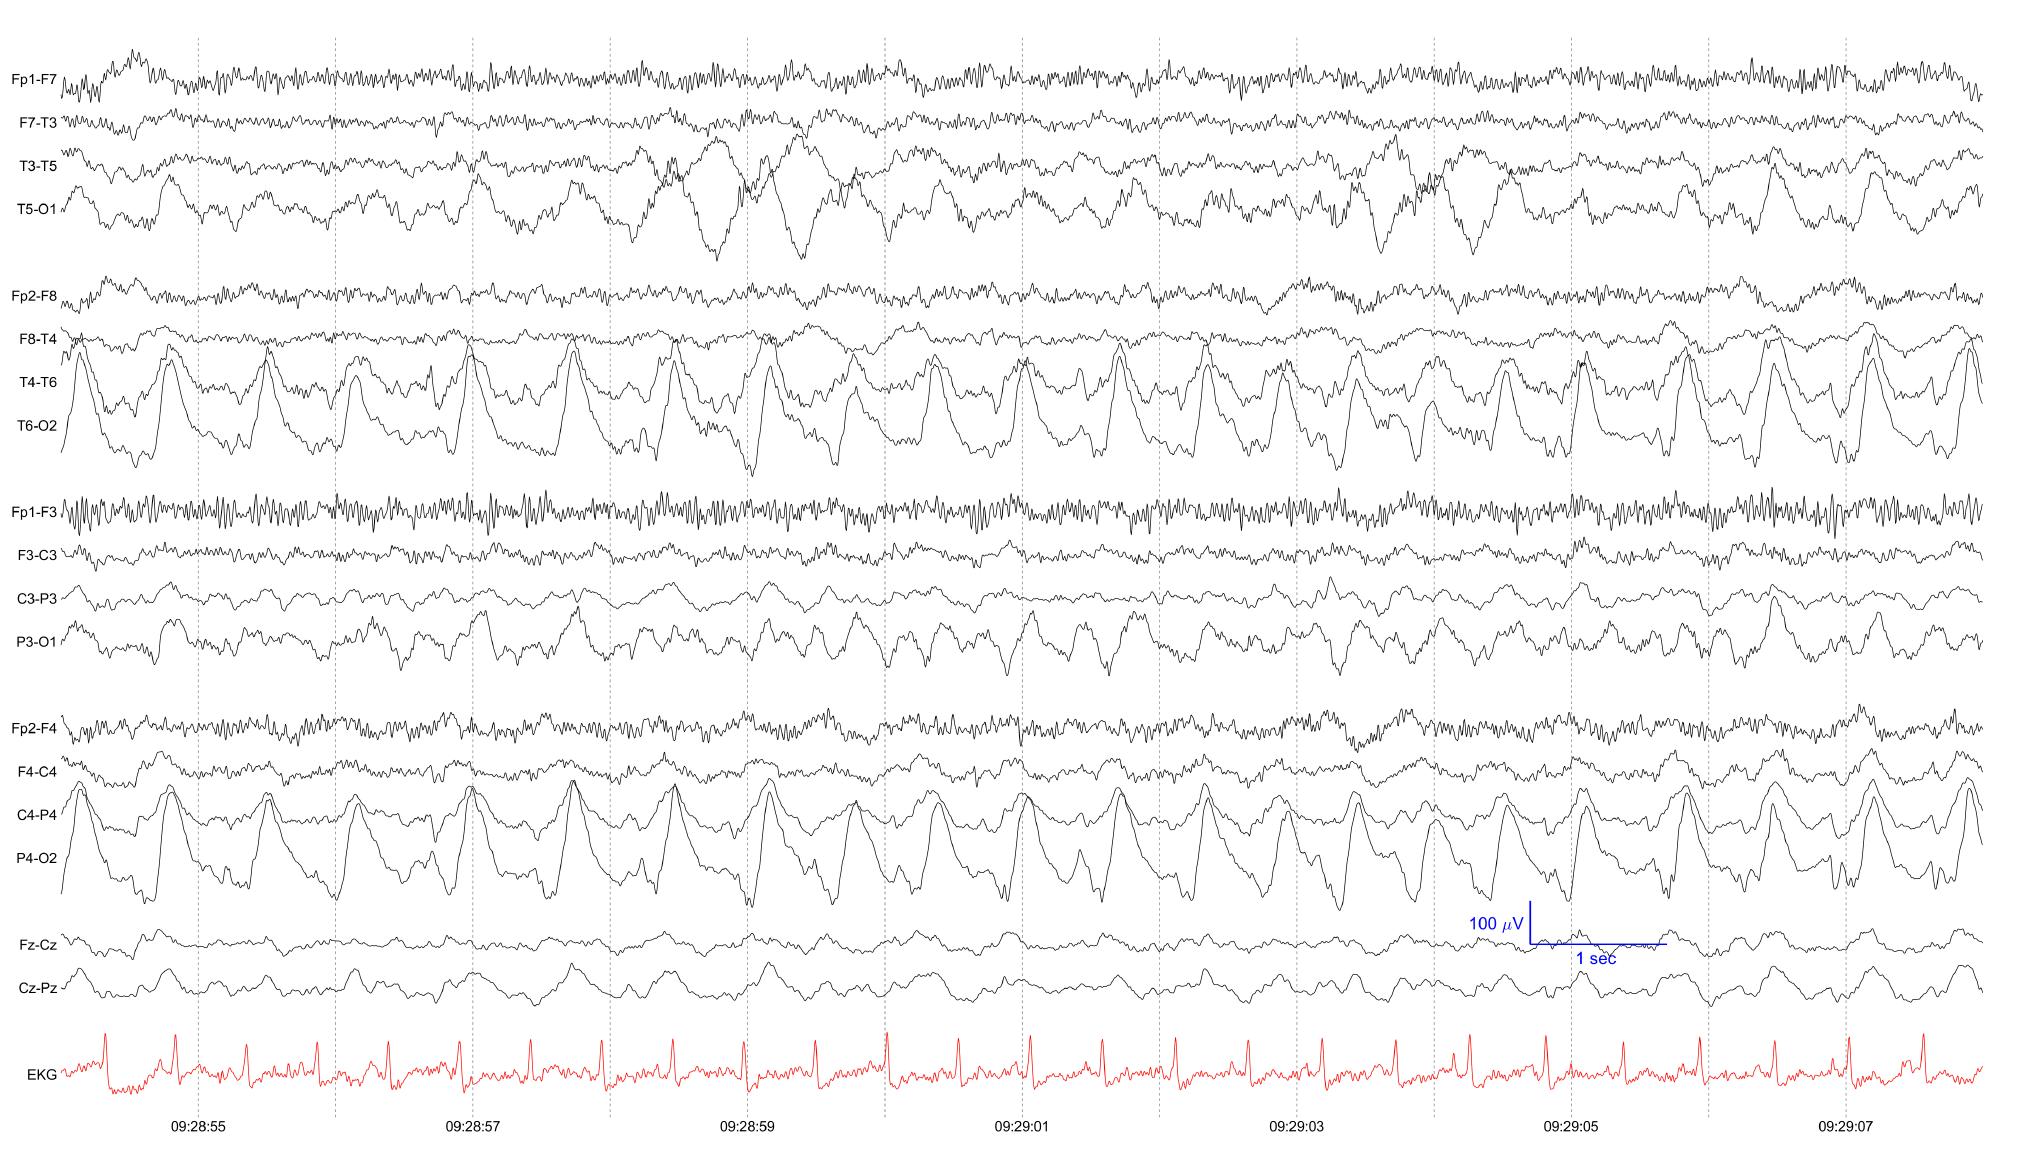 Fp1-F7
F7-T3
T3-T5
T5-O1
Fp2-F8
F8-T4
T4-T6
T6-O2
Fp1-F3
F3-C3
C3-P3
P3-O1
Fp2-F4
F4-C4
C4-P4
P4-O2
100 μV
Fz-Cz
1 sec
Cz-Pz
EKG
09:28:55 09:28:57 09:28:59 09:29:01 09:29:03 09:29:05 09:29:07